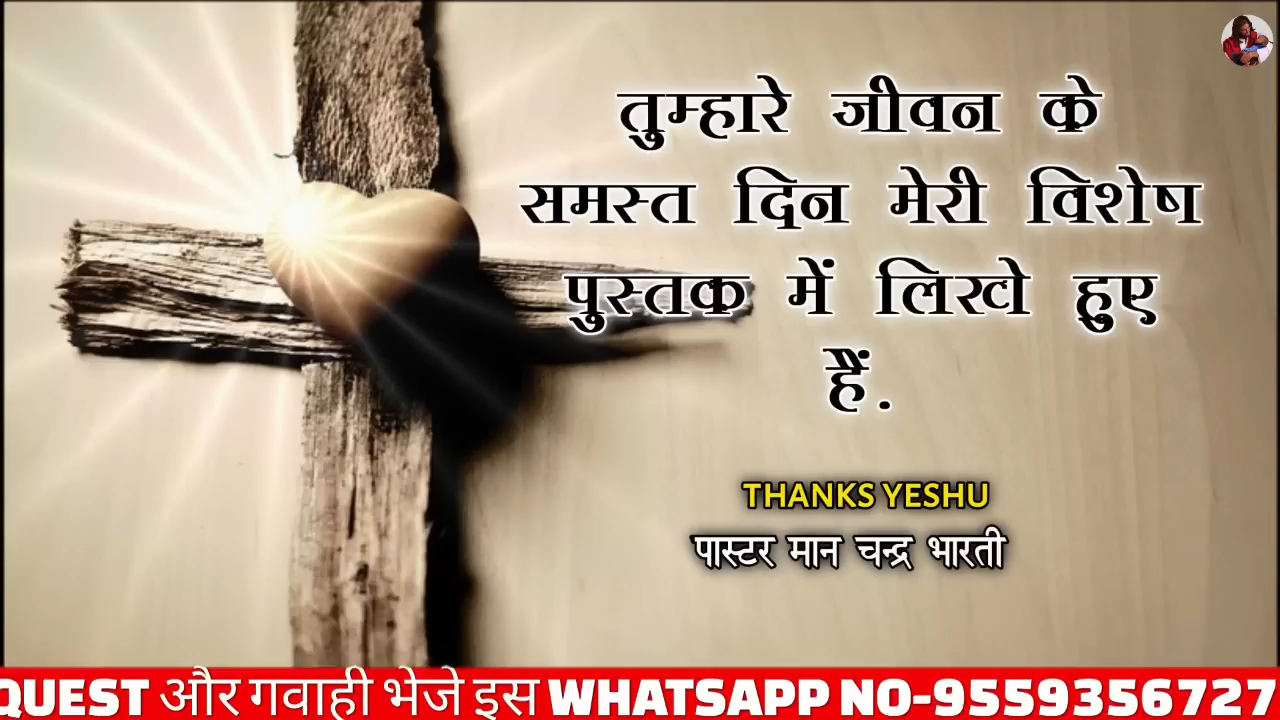 तुम्हारे जीवन के
समस्त दिन मेरी विशेष
पुस्तक में लिखे हुए
हैं.
THANKS YESHU
पास्टर मान चन्द्र भारती
QUEST और गवाही भेजे इस WHATSAPP NO-9559356727